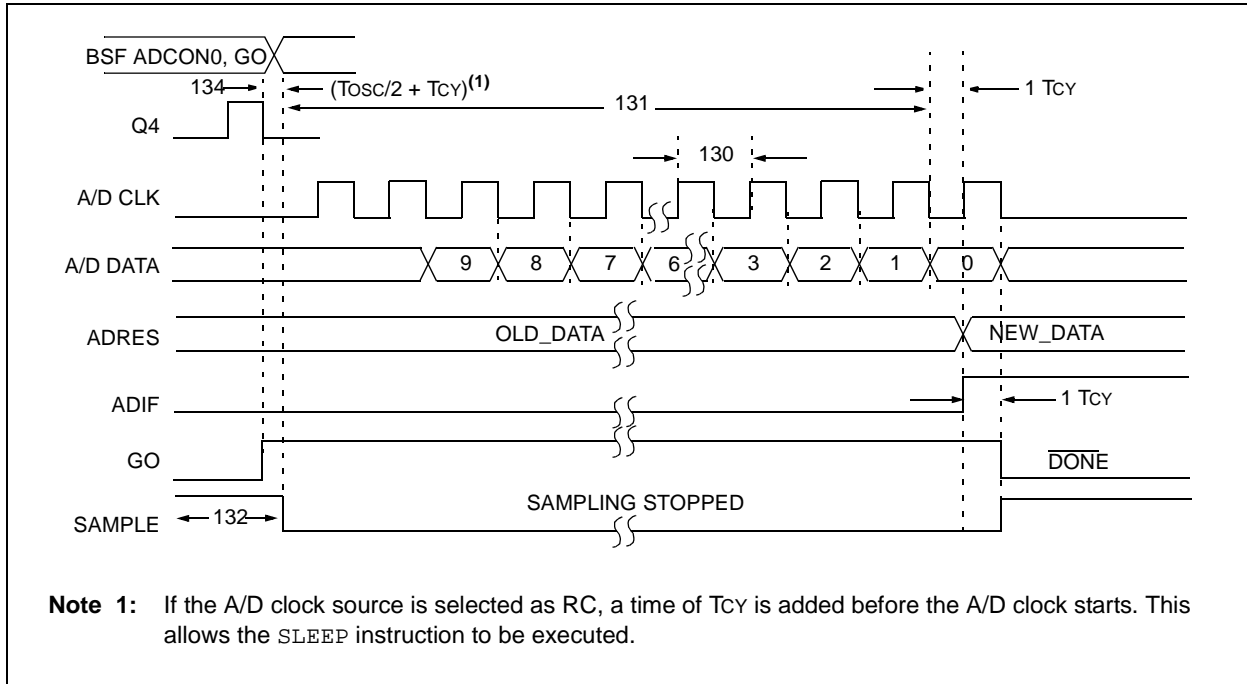 BSF ADCON0, GO
134 (TOSC/2 + TCY)(1) 131 1 TCY
Q4
130
A/D CLK
A/D DATA 9 8 7 6 3 2 1 0
ADRES OLD_DATA NEW_DATA
ADIF 1 TCY
GO DONE
SAMPLE 132 SAMPLING STOPPED
Note 1: If the A/D clock source is selected as RC, a time of TCY is added before the A/D clock starts. This
allows the SLEEP instruction to be executed.